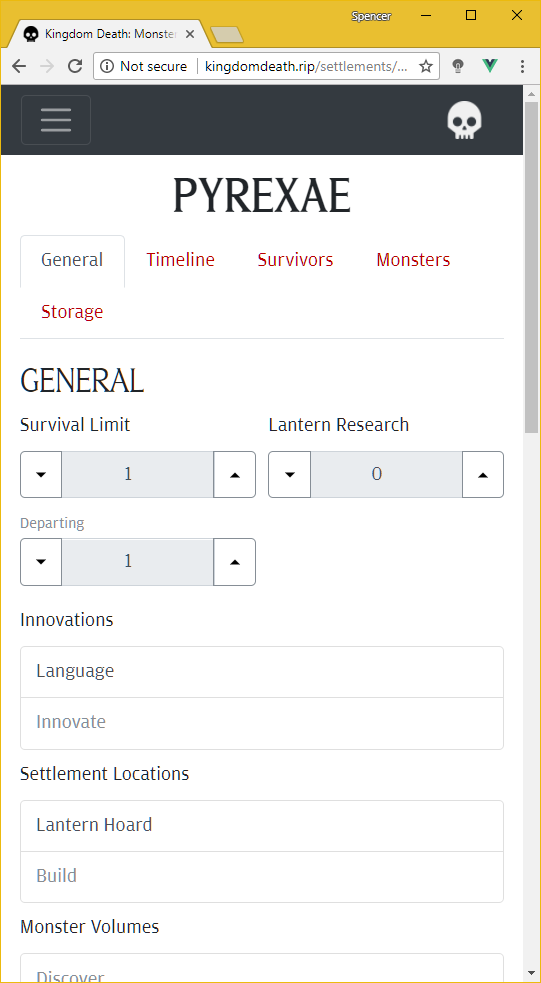 Spencer
Kingdom Death: Monster
Not secure kingdomdeath.rip/settlements/...
PYREXAE
General Timeline Survivors Monsters
Storage
GENERAL
Survival Limit Lantern Research
1 0
Departing
1
Innovations
Language
Innovate
Settlement Locations
Lantern Hoard
Build
Monster Volumes
Discover